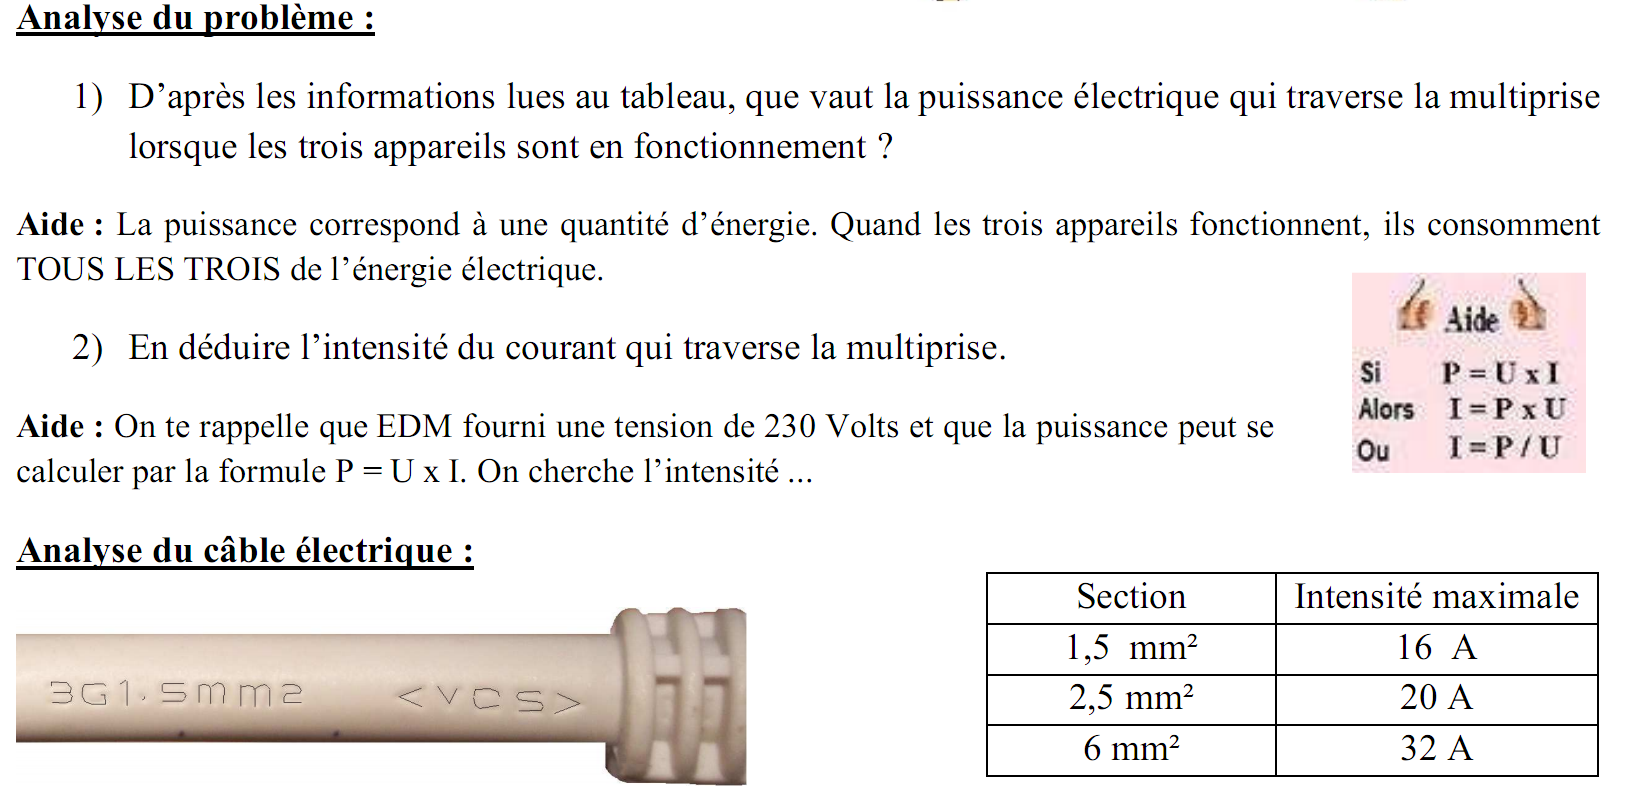 Analyse du problème :
1) D’après les informations lues au tableau, que vaut la puissance électrique qui traverse la multiprise
lorsque les trois appareils sont en fonctionnement ?
Aide : La puissance correspond à une quantité d’énergie. Quand les trois appareils fonctionnent, ils consomment
TOUS LES TROIS de l’énergie électrique.
2) En déduire l’intensité du courant qui traverse la multiprise.
Aide : On te rappelle que EDM fourni une tension de 230 Volts et que la puissance peut se
calculer par la formule P = U x I. On cherche l’intensité ...
Aide
Si P = U x I
Alors I = P x U
Ou I = P / U
Analyse du câble électrique :
3G1.5mm2 <VCS>
Section Intensité maximale
1,5 mm² 16 A
2,5 mm² 20 A
6 mm² 32 A